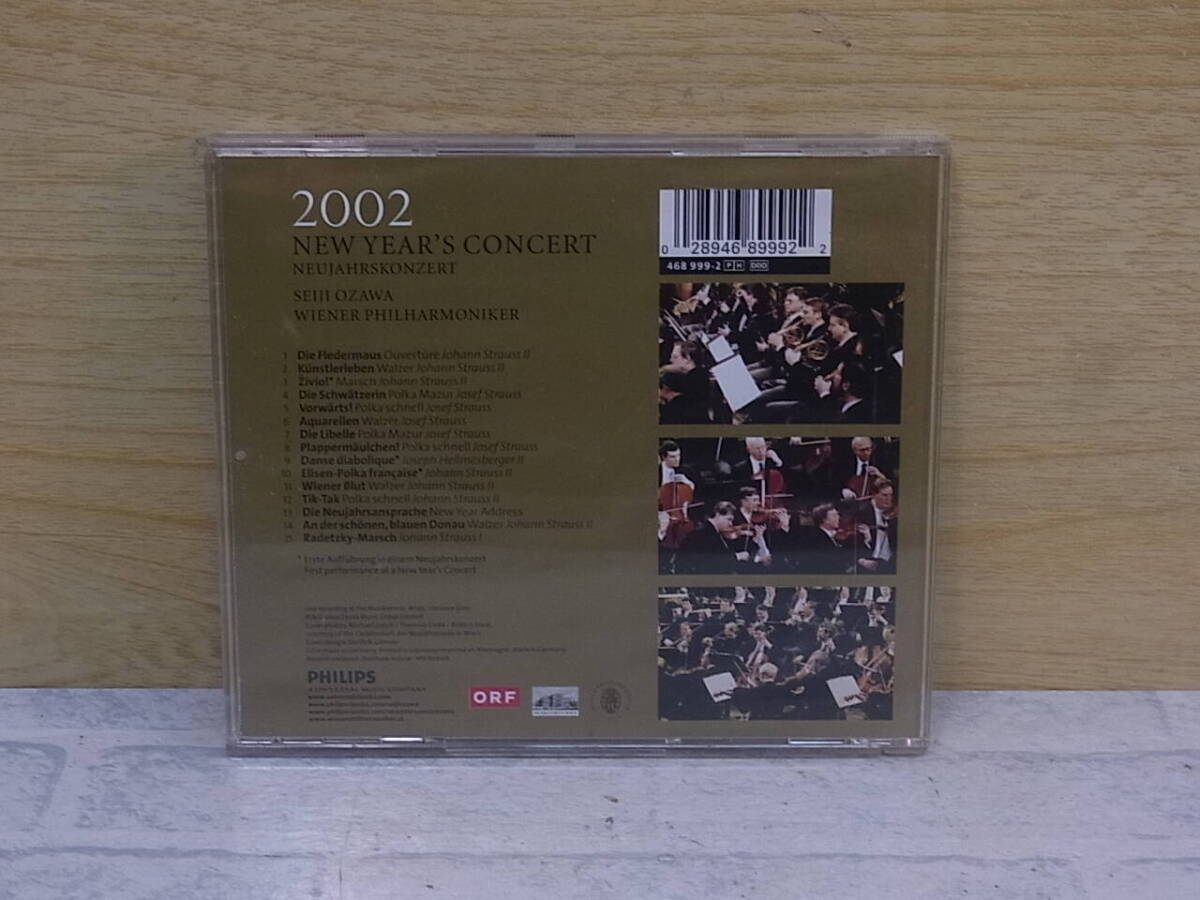 2002
NEW YEAR'S CONCERT
NEUJAHRSKONZERT
SEIJI OZAWA
WIENER PHILHARMONIKER
1 Die Fledermaus Ouvertüre Johann Strauss II
2 Künstlerleben Walzer Johann Strauss II
3 Živio!* Marsch Johann Strauss II
4 Die Schwätzerin Polka Mazur Josef Strauss
5 Vorwärts! Polka schnell Josef Strauss
6 Aquarellen Walzer Josef Strauss
7 Die Libelle Polka Mazur Josef Strauss
8 Plappermäulchen! Polka schnell Josef Strauss
9 Danse diabolique* Joseph Hellmesberger II
10 Elisen-Polka française* Johann Strauss II
11 Wiener Blut Walzer Johann Strauss II
12 Tik-Tak Polka schnell Johann Strauss II
13 Die Neujahrsansprache New Year Address
14 An der schönen, blauen Donau Walzer Johann Strauss II
15 Radetzky-Marsch Johann Strauss I
* Erste Aufführung in einem Neujahrskonzert
First performance at a New Year's Concert
PHILIPS
A UNIVERSAL MUSIC COMPANY
ORF
0 28946 89992 2
468 999-2 PH DDD